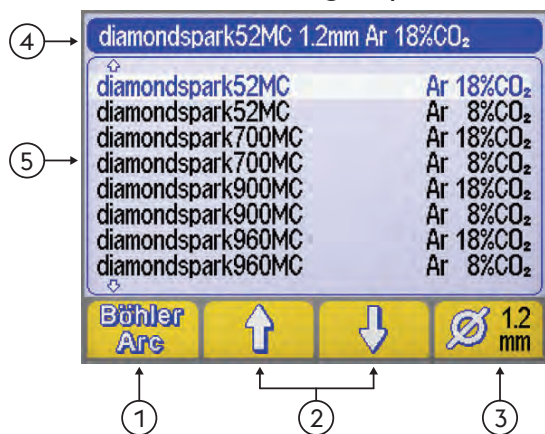 diamondspark52MC 1.2mm Ar 18%CO₂
diamondspark52MC Ar 18%CO₂
diamondspark52MC Ar 8%CO₂
diamondspark700MC Ar 18%CO₂
diamondspark700MC Ar 8%CO₂
diamondspark900MC Ar 18%CO₂
diamondspark900MC Ar 8%CO₂
diamondspark960MC Ar 18%CO₂
diamondspark960MC Ar 8%CO₂
Böhler
Arc
Ø 1.2
mm
4
5
1
2
3